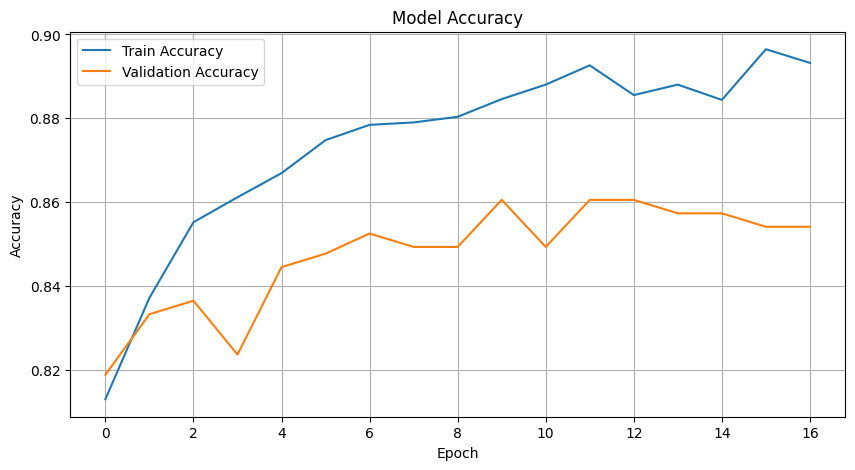 Model Accuracy
Train Accuracy
Validation Accuracy
0.90
0.88
0.86
0.84
0.82
Accuracy
0 2 4 6 8 10 12 14 16
Epoch